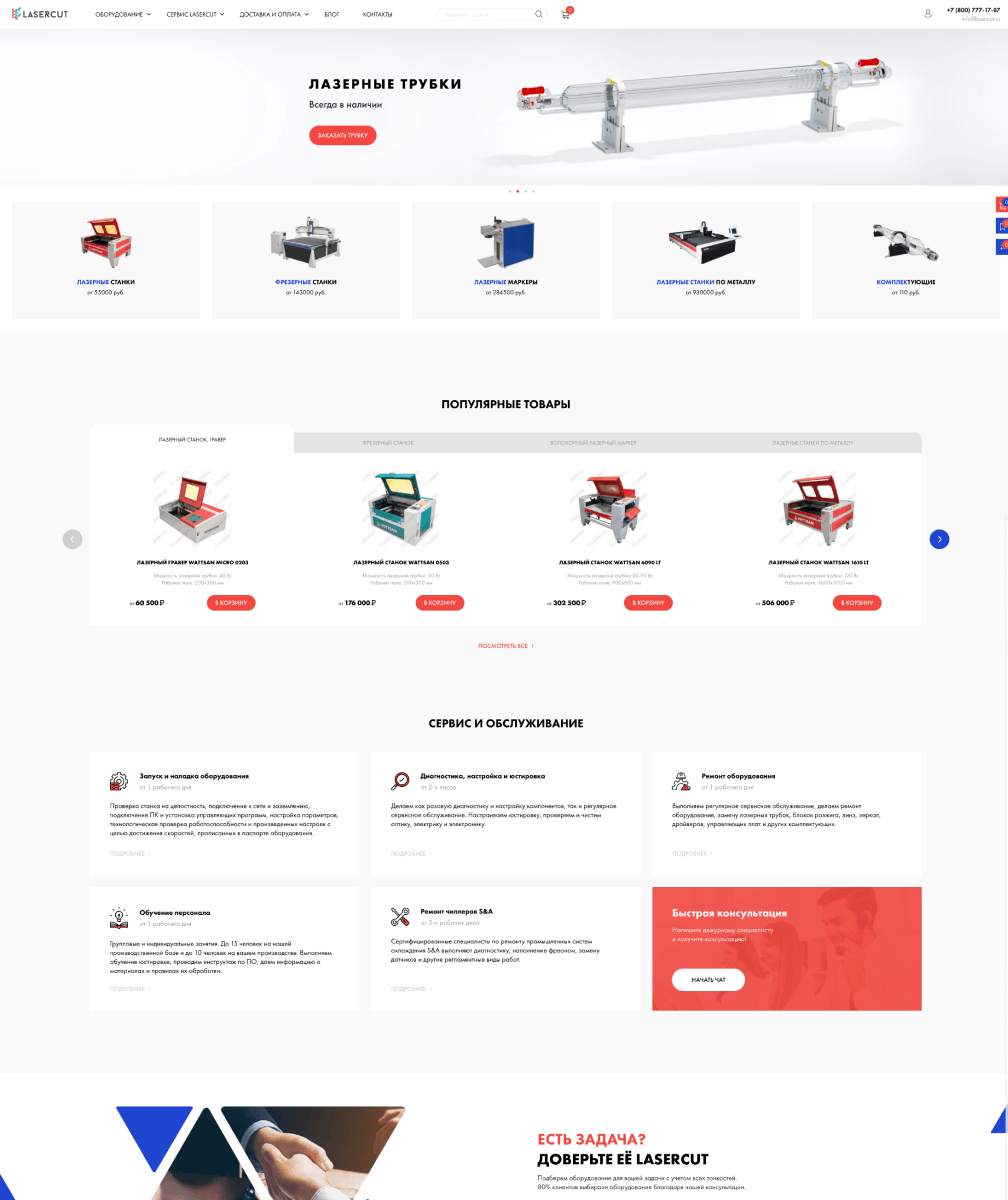 LASERCUT
ОБОРУДОВАНИЕ
СЕРВИС LASERCUT
ДОСТАВКА И ОПЛАТА
БЛОГ
КОНТАКТЫ
0
+7 (800) 777-17-87
info@lasercut.ru
ЛАЗЕРНЫЕ ТРУБКИ
Всегда в наличии
ЗАКАЗАТЬ ТРУБКУ
ЛАЗЕРНЫЕ СТАНКИ
от 55000 руб.
ФРЕЗЕРНЫЕ СТАНКИ
от 143000 руб.
ЛАЗЕРНЫЕ МАРКЕРЫ
от 284500 руб.
ЛАЗЕРНЫЕ СТАНКИ ПО МЕТАЛЛУ
от 930000 руб.
КОМПЛЕКТУЮЩИЕ
от 110 руб.
ПОПУЛЯРНЫЕ ТОВАРЫ
ЛАЗЕРНЫЙ СТАНОК, ГРАВЕР
ФРЕЗЕРНЫЙ СТАНОК
ВОЛОКОННЫЙ ЛАЗЕРНЫЙ МАРКЕР
ЛАЗЕРНЫЕ СТАНКИ ПО МЕТАЛЛУ
ЛАЗЕРНЫЙ ГРАВЕР WATTSAN MICRO 0203
Мощность лазерной трубки: 40 Вт
Рабочее поле: 200х300 мм
от 60 500 ₽
В КОРЗИНУ
ЛАЗЕРНЫЙ СТАНОК WATTSAN 0503
Мощность лазерной трубки: 20 Вт
Рабочее поле: 500х300 мм
от 176 000 ₽
В КОРЗИНУ
ЛАЗЕРНЫЙ СТАНОК WATTSAN 6090 LT
Мощность лазерной трубки: 80-90 Вт
Рабочее поле: 900х600 мм
от 302 500 ₽
В КОРЗИНУ
ЛАЗЕРНЫЙ СТАНОК WATTSAN 1610 LT
Мощность лазерной трубки: 120 Вт
Рабочее поле: 1600х1000 мм
от 506 000 ₽
В КОРЗИНУ
ПОСМОТРЕТЬ ВСЕ
СЕРВИС И ОБСЛУЖИВАНИЕ
Запуск и наладка оборудования
от 1 рабочего дня
Проверка станка на целостность, подключение к сети и заземлению,
подключение ПК и установка управляющих программ, настройка параметров,
технологическая проверка работоспособности и произведенных настроек с
целью достижения скоростей, прописанных в паспорте оборудования.
ПОДРОБНЕЕ
Диагностика, настройка и юстировка
от 2-х часов
Делаем как разовую диагностику и настройку компонентов, так и регулярное
сервисное обслуживание. Настраиваем юстировку, проверяем и чистим
оптику, электрику и электронику.
ПОДРОБНЕЕ
Ремонт оборудования
от 1 рабочего дня
Выполняем регулярное сервисное обслуживание, делаем ремонт
оборудования, замену лазерных трубок, блоков розжига, линз, зеркал,
драйверов, управляющих плат и других комплектующих.
ПОДРОБНЕЕ
Обучение персонала
от 1 рабочего дня
Групповые и индивидуальные занятия. До 15 человек на нашей
производственной базе и до 10 человек на вашем производстве. Выполняем
обучение юстировке, проводим инструктаж по ПО, даем информацию о
материалах и правилах их обработки.
ПОДРОБНЕЕ
Ремонт чиллеров S&A
от 3-х рабочих дней
Сертифицированные специалисты по ремонту промышленных систем
охлаждения S&A выполняют диагностику, наполнение фреоном, замену
датчиков и другие регламентные виды работ.
ПОДРОБНЕЕ
Быстрая консультация
Напишите дежурному специалисту
и получите консультацию!
НАЧАТЬ ЧАТ
ЕСТЬ ЗАДАЧА?
ДОВЕРЬТЕ ЕЁ LASERCUT
Подберем оборудование для вашей задачи с учетом всех тонкостей.
80% клиентов выбирали оборудование благодаря нашей консультации.